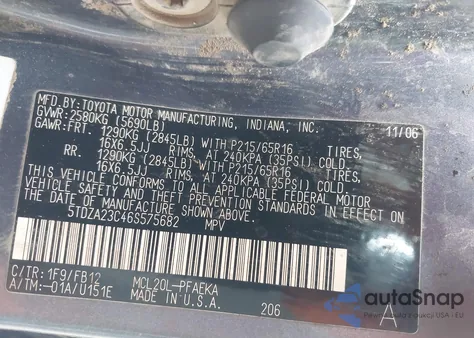 MFD.BY:TOYOTA MOTOR MANUFACTURING, INDIANA, INC.
GVWR:2580KG (5690LB) 11/06
GAWR:FRT. 1290KG (2845LB) WITH P215/65R16 TIRES,
16X6.5JJ RIMS, AT 240KPA (35PSI) COLD.
RR. 1290KG (2845LB) WITH P215/65R16 TIRES,
16X6.5JJ RIMS, AT 240KPA (35PSI) COLD.
THIS VEHICLE CONFORMS TO ALL APPLICABLE FEDERAL MOTOR
VEHICLE SAFETY AND THEFT PREVENTION STANDARDS IN EFFECT ON
THE DATE OF MANUFACTURE SHOWN ABOVE.
5TDZA23C46S575682 MPV
C/TR:1F9/FB12 MCL20L-PFAEKA
A/TM:-01A/U151E MADE IN U.S.A. 206 A
autoSnap